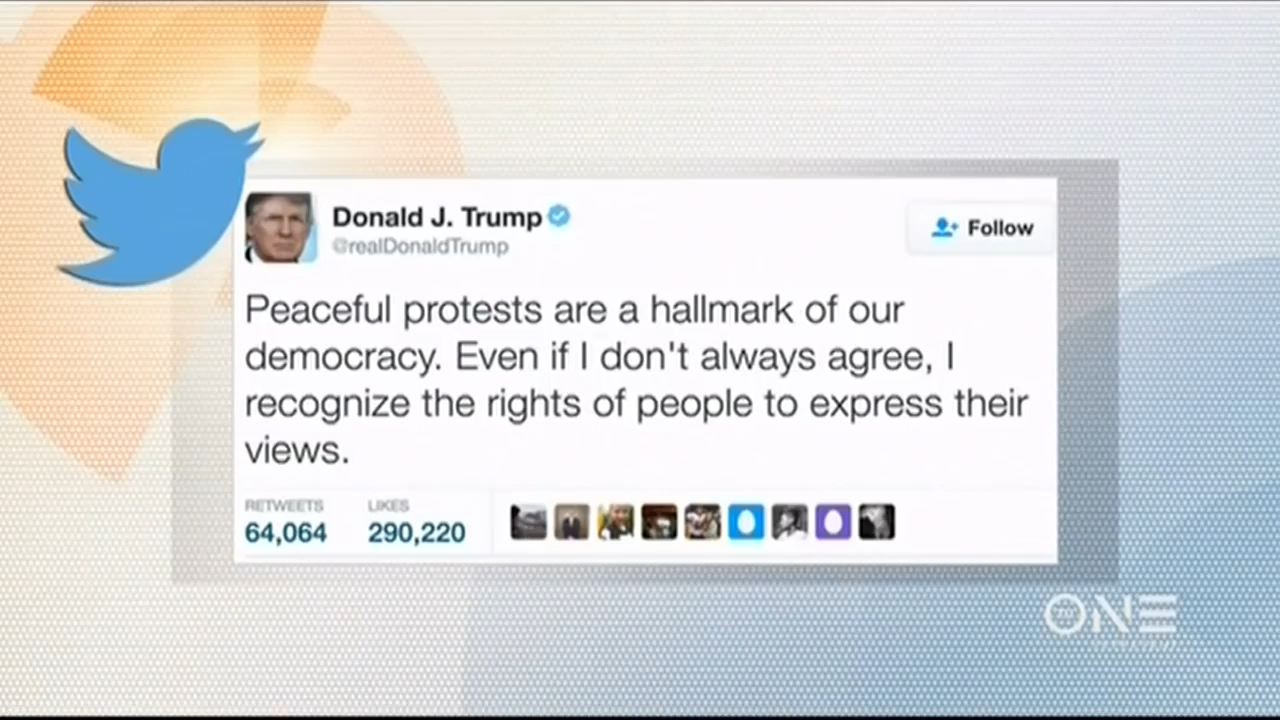 Donald J. Trump
@realDonaldTrump
Follow
Peaceful protests are a hallmark of our
democracy. Even if I don't always agree, I
recognize the rights of people to express their
views.
RETWEETS LIKES
64,064 290,220
TV ONE